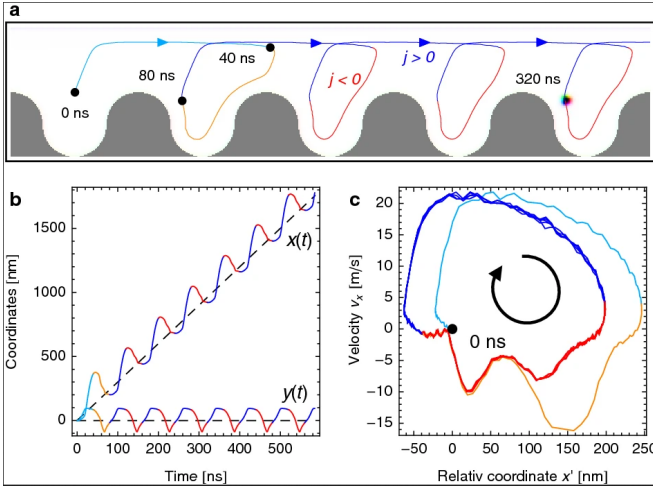 a
0 ns
80 ns
40 ns
j < 0
j > 0
320 ns
b
Coordinates [nm]
1500
1000
500
0
x(t)
y(t)
0 100 200 300 400 500
Time [ns]
c
Velocity vₓ [m/s]
20
15
10
5
0
−5
−10
−15
0 ns
−50 0 50 100 150 200 250
Relativ coordinate x' [nm]